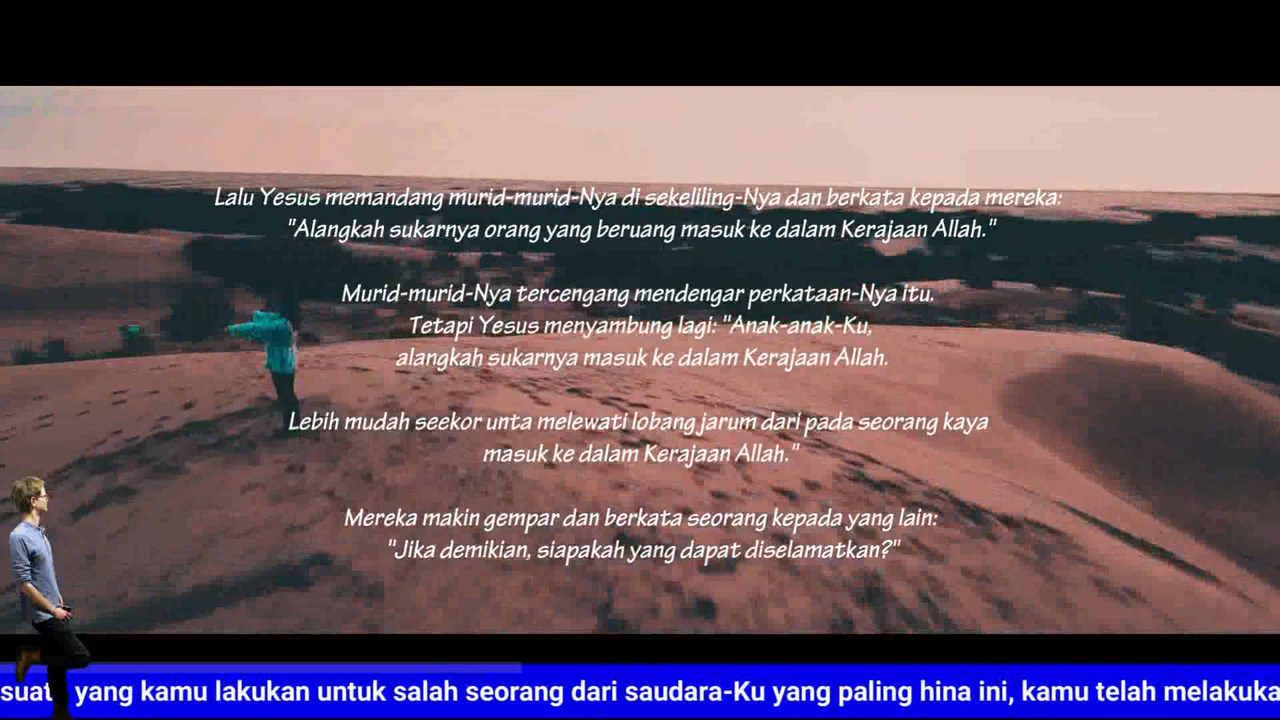 Lalu Yesus memandang murid-murid-Nya di sekeliling-Nya dan berkata kepada mereka:
"Alangkah sukarnya orang yang beruang masuk ke dalam Kerajaan Allah."
Murid-murid-Nya tercengang mendengar perkataan-Nya itu.
Tetapi Yesus menyambung lagi: "Anak-anak-Ku,
alangkah sukarnya masuk ke dalam Kerajaan Allah.
Lebih mudah seekor unta melewati lobang jarum dari pada seorang kaya
masuk ke dalam Kerajaan Allah."
Mereka makin gempar dan berkata seorang kepada yang lain:
"Jika demikian, siapakah yang dapat diselamatkan?"
yang kamu lakukan untuk salah seorang dari saudara-Ku yang paling hina ini, kamu telah